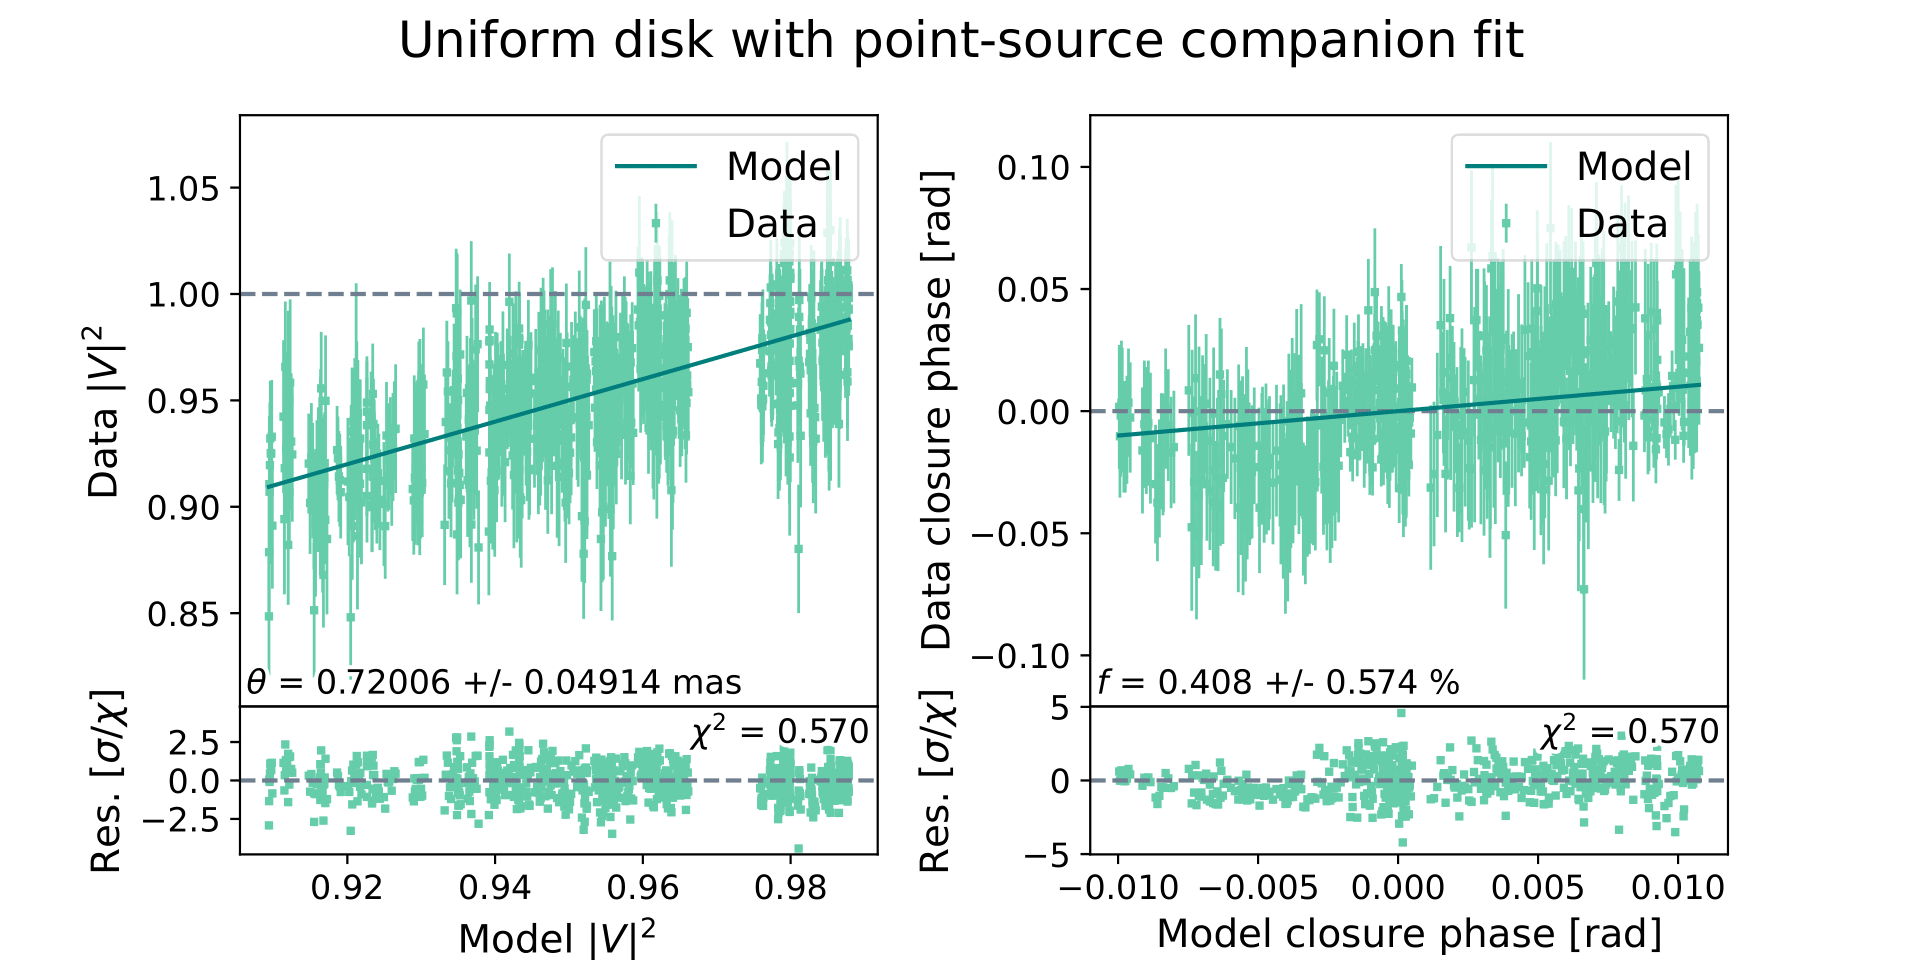 Uniform disk with point-source companion fit
Model
Data
1.05
1.00
0.95
0.90
0.85
Data |V|²
θ = 0.72006 +/- 0.04914 mas
χ² = 0.570
2.5
0.0
−2.5
Res. [σ/χ]
0.92 0.94 0.96 0.98
Model |V|²
Model
Data
0.10
0.05
0.00
−0.05
−0.10
Data closure phase [rad]
f = 0.408 +/- 0.574 %
χ² = 0.570
5
0
−5
Res. [σ/χ]
−0.010 −0.005 0.000 0.005 0.010
Model closure phase [rad]